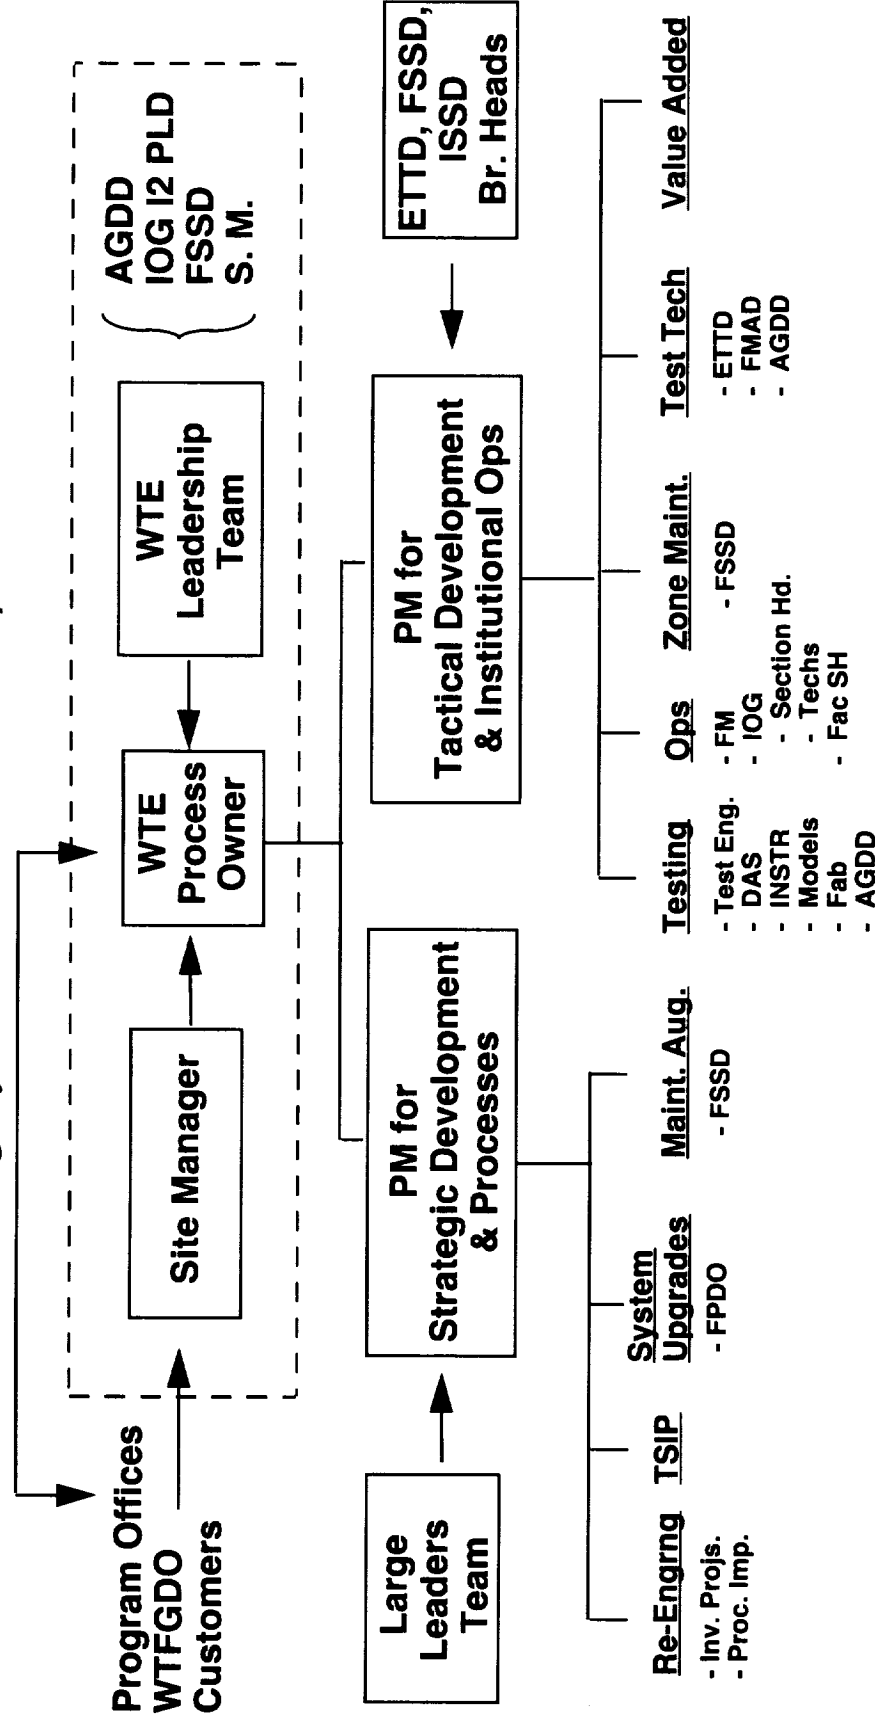 Program Offices
WTFGDO
Customers
Site Manager
WTE
Process
Owner
WTE
Leadership
Team
AGDD
IOG I2 PLD
FSSD
S. M.
Large
Leaders
Team
PM for
Strategic Development
& Processes
PM for
Tactical Development
& Institutional Ops
ETTD, FSSD,
ISSD
Br. Heads
Re-Engrng
- Inv. Projs.
- Proc. Imp.
TSIP
System
Upgrades
- FPDO
Maint. Aug.
- FSSD
Testing
- Test Eng.
- DAS
- INSTR
- Models
- Fab
- AGDD
Ops
- FM
- IOG
- Section Hd.
- Techs
- Fac SH
Zone Maint.
- FSSD
Test Tech
- ETTD
- FMAD
- AGDD
Value Added